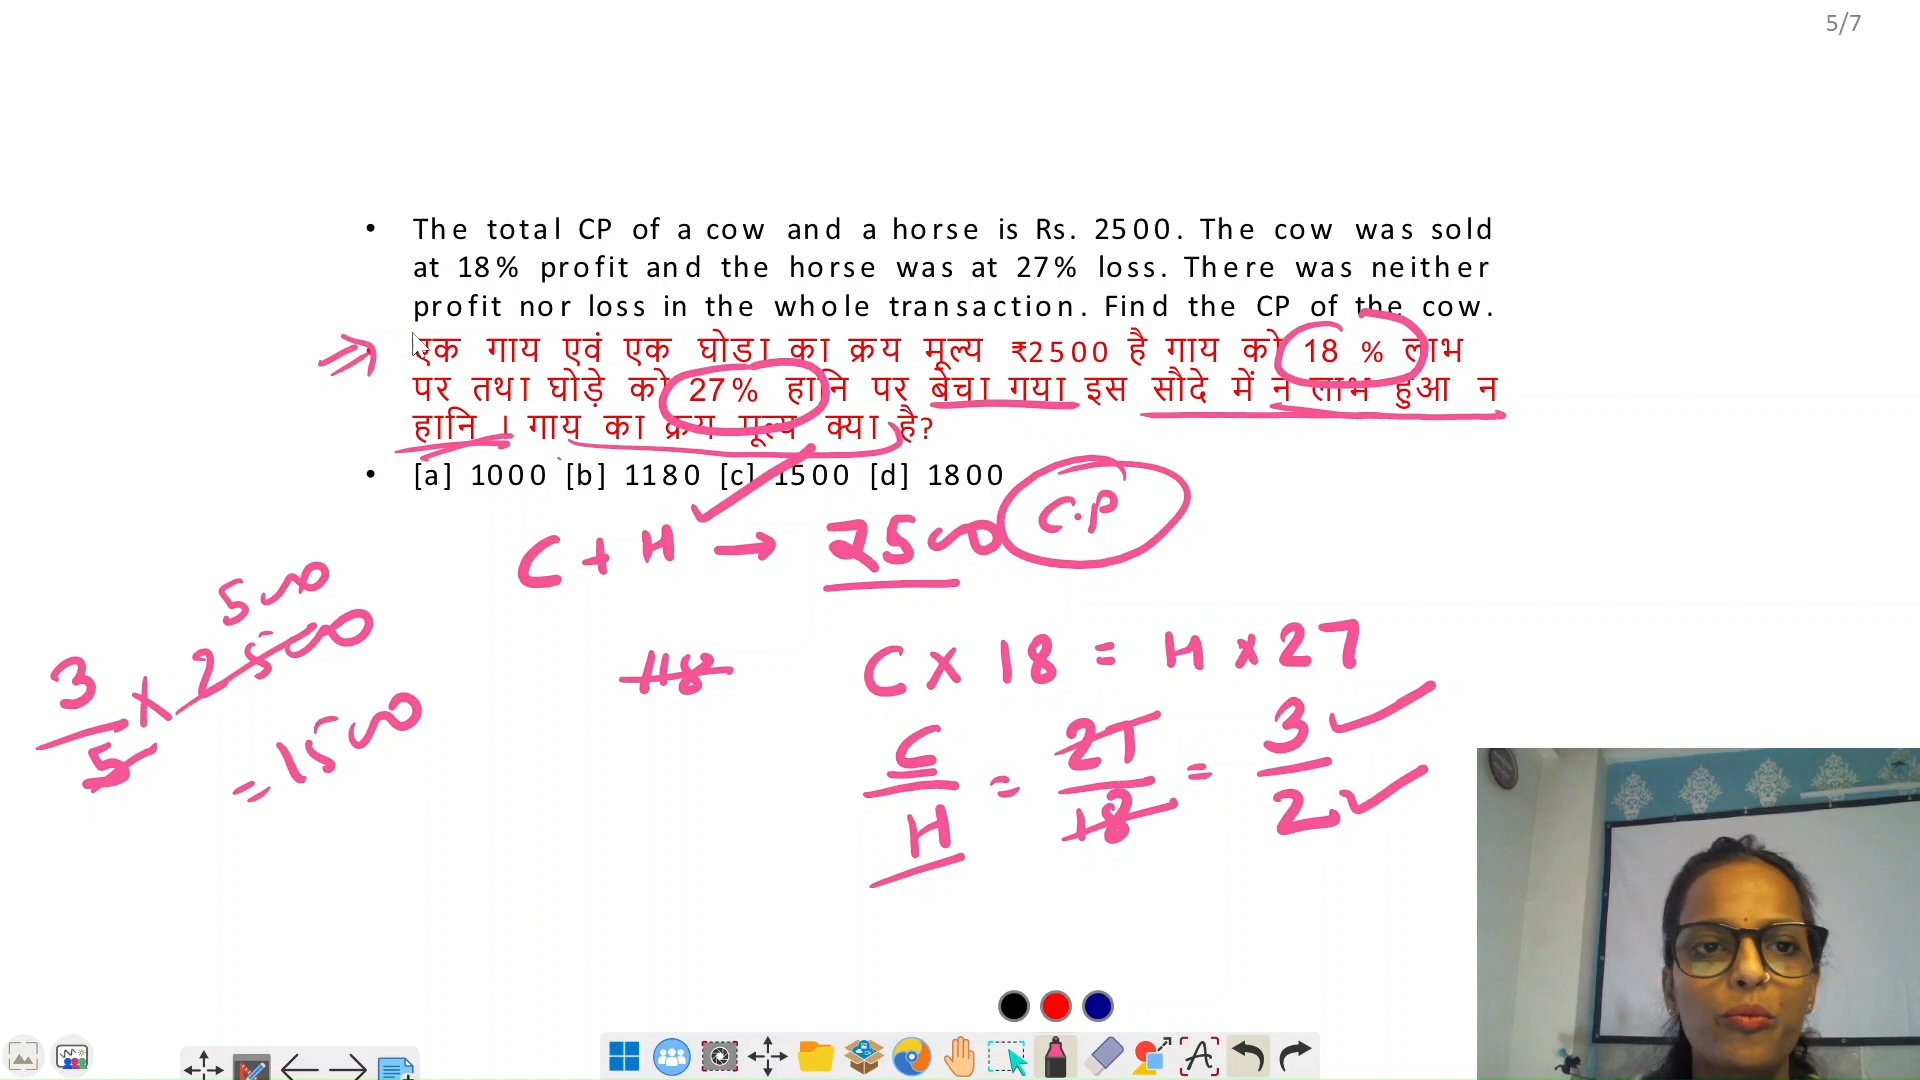 5/7
• The total CP of a cow and a horse is Rs. 2500. The cow was sold
at 18% profit and the horse was at 27% loss. There was neither
profit nor loss in the whole transaction. Find the CP of the cow.
एक गाय एवं एक घोडा का क्रय मूल्य ₹2500 है गाय को 18 % लाभ
पर तथा घोड़े को 27% हानि पर बेचा गया इस सौदे में न लाभ हुआ न
हानि । गाय का क्रय मूल्य क्या है?
• [a] 1000 [b] 1180 [c] 1500 [d] 1800
C + H → 2500 C.P
500
3/5 × 2500
= 1500
118
C × 18 = H × 27
C/H = 27/18 = 3/2